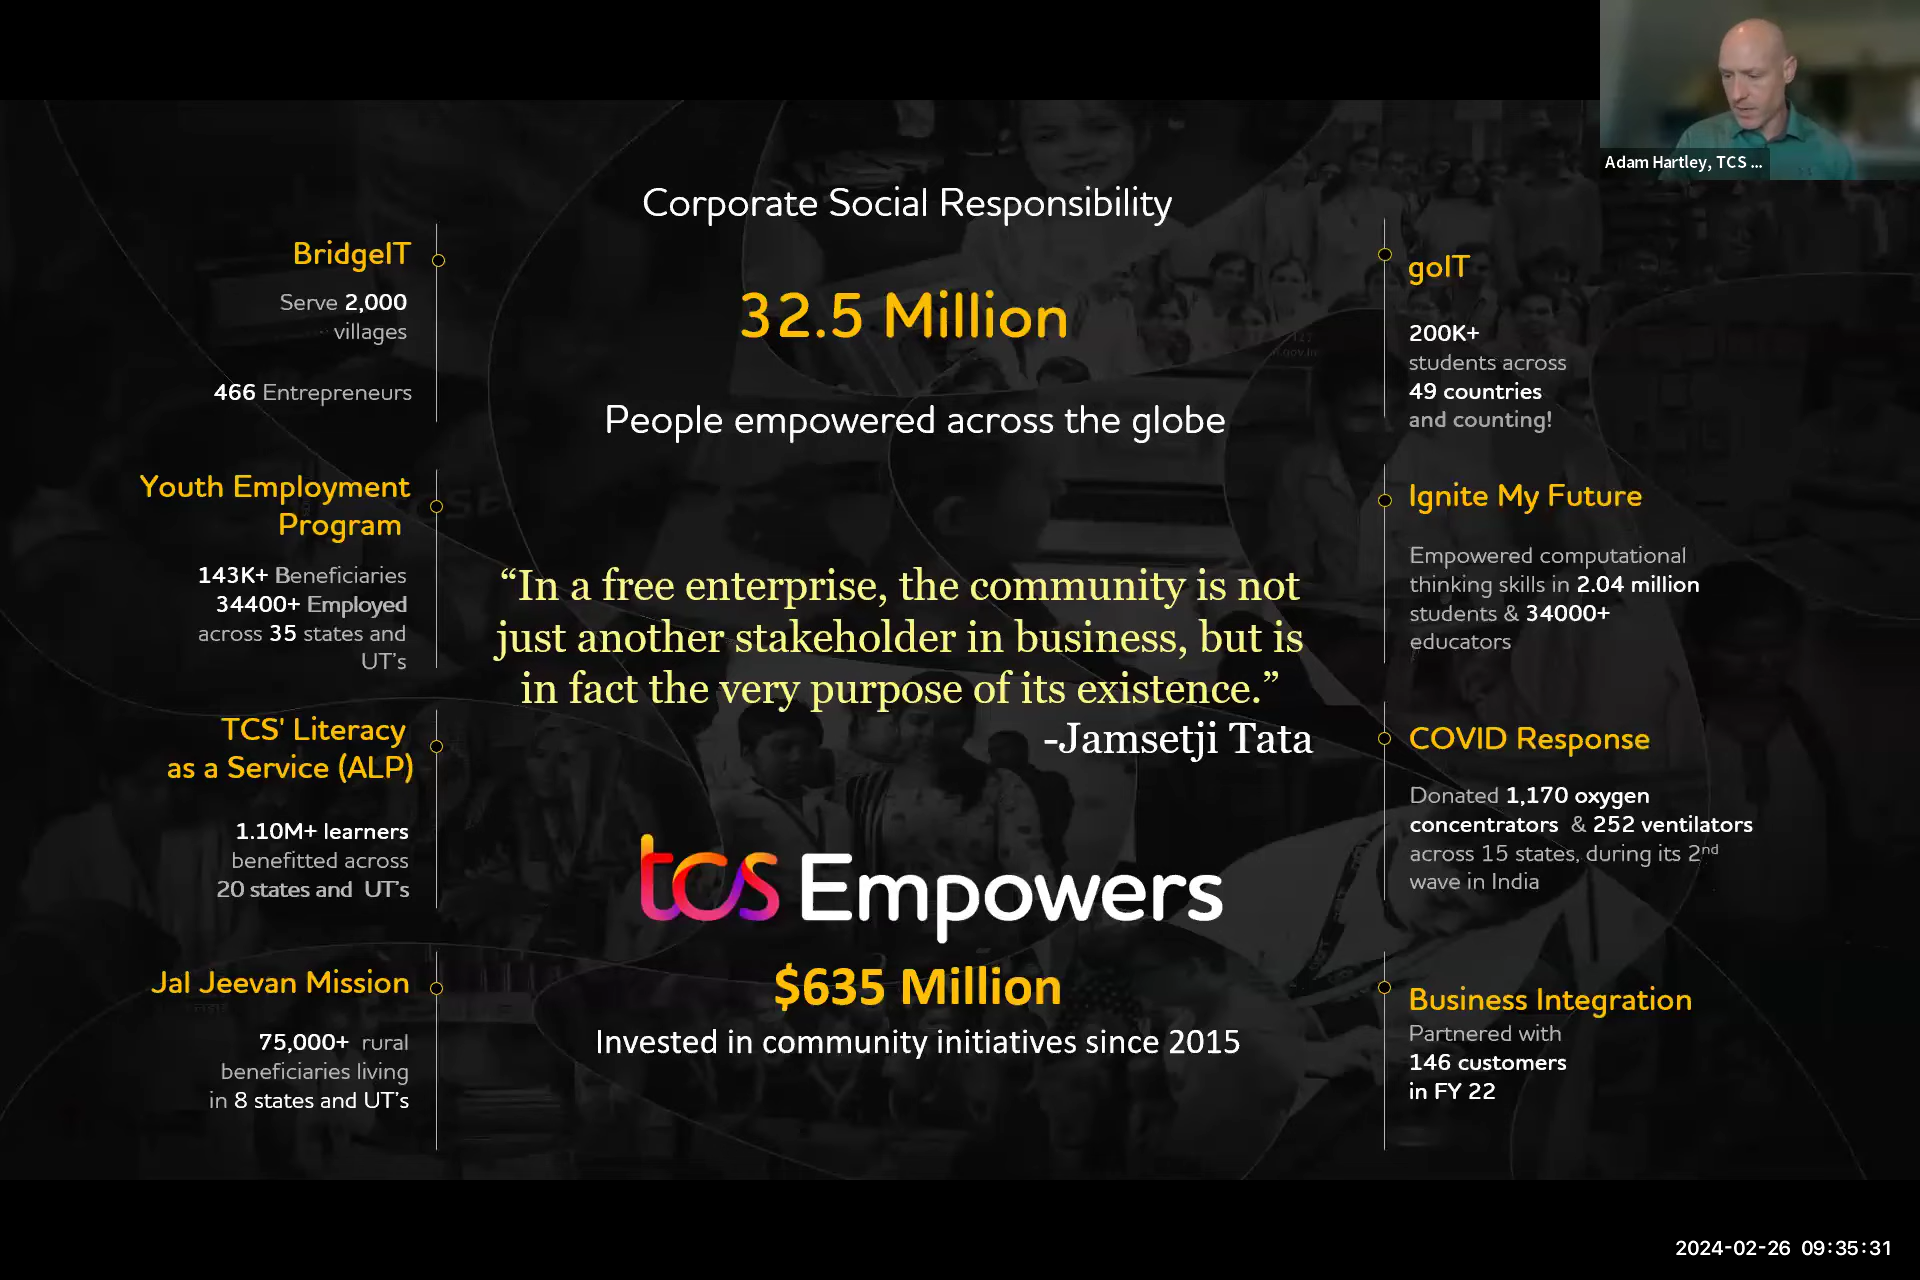 Adam Hartley, TCS ...
Corporate Social Responsibility
32.5 Million
People empowered across the globe
BridgeIT
Serve 2,000
villages
466 Entrepreneurs
Youth Employment
Program
143K+ Beneficiaries
34400+ Employed
across 35 states and
UT's
TCS' Literacy
as a Service (ALP)
1.10M+ learners
benefitted across
20 states and UT's
Jal Jeevan Mission
75,000+ rural
beneficiaries living
in 8 states and UT's
“In a free enterprise, the community is not
just another stakeholder in business, but is
in fact the very purpose of its existence.”
-Jamsetji Tata
tcs Empowers
$635 Million
Invested in community initiatives since 2015
goIT
200K+
students across
49 countries
and counting!
Ignite My Future
Empowered computational
thinking skills in 2.04 million
students & 34000+
educators
COVID Response
Donated 1,170 oxygen
concentrators & 252 ventilators
across 15 states, during its 2nd
wave in India
Business Integration
Partnered with
146 customers
in FY 22
2024-02-26 09:35:31